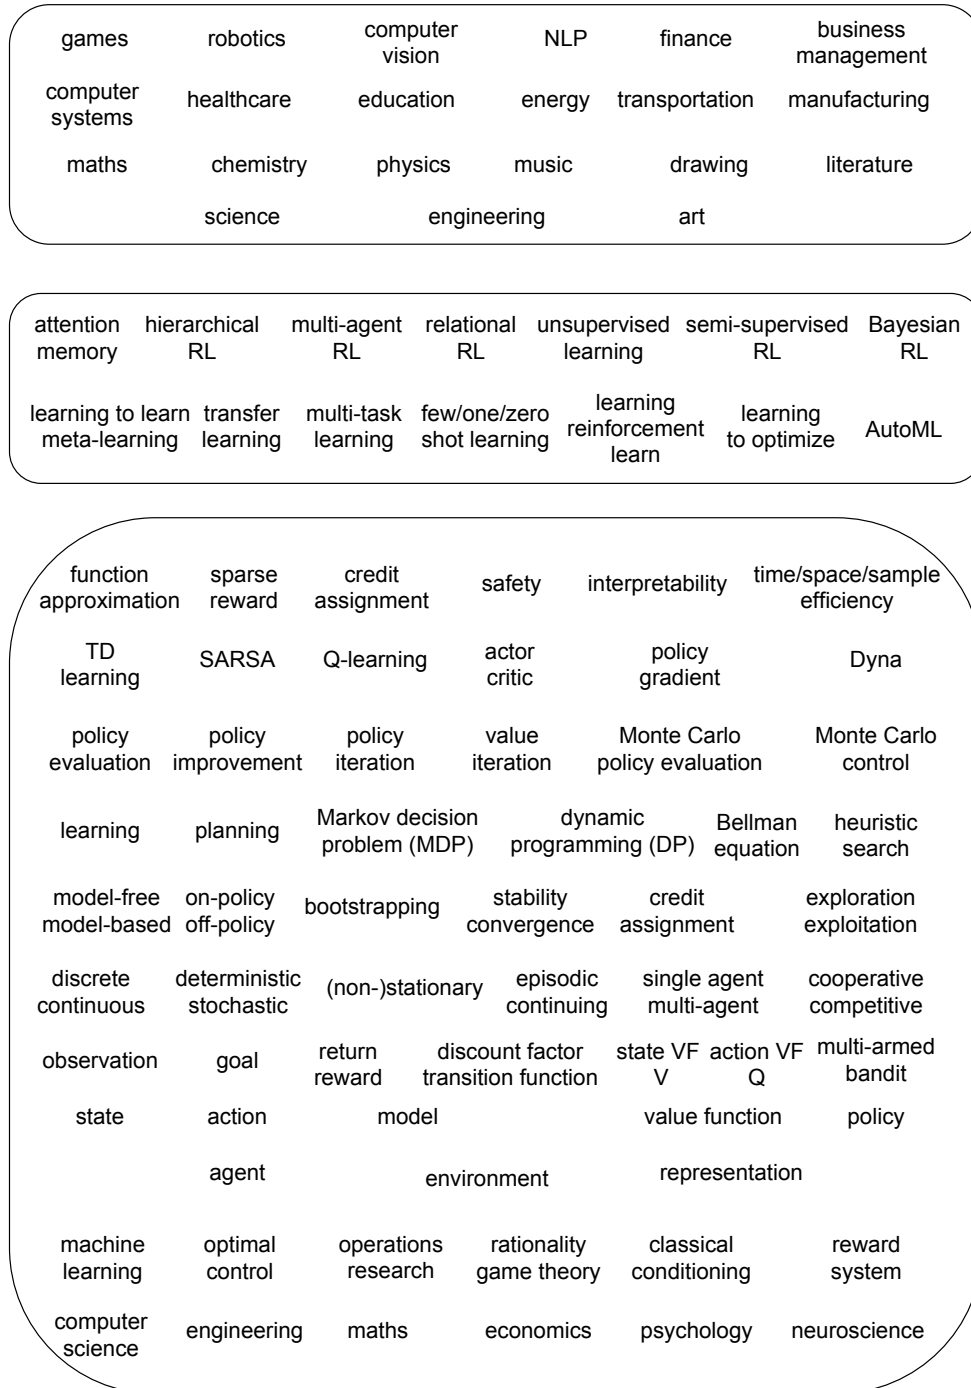 games robotics computer vision NLP finance business management
computer systems healthcare education energy transportation manufacturing
maths chemistry physics music drawing literature
science engineering art
attention memory hierarchical RL multi-agent RL relational RL unsupervised learning semi-supervised RL Bayesian RL
learning to learn meta-learning transfer learning multi-task learning few/one/zero shot learning learning reinforcement learn learning to optimize AutoML
function approximation sparse reward credit assignment safety interpretability time/space/sample efficiency
TD learning SARSA Q-learning actor critic policy gradient Dyna
policy evaluation policy improvement policy iteration value iteration Monte Carlo policy evaluation Monte Carlo control
learning planning Markov decision problem (MDP) dynamic programming (DP) Bellman equation heuristic search
model-free model-based on-policy off-policy bootstrapping stability convergence credit assignment exploration exploitation
discrete continuous deterministic stochastic (non-)stationary episodic continuing single agent multi-agent cooperative competitive
observation goal return reward discount factor transition function state VF V action VF Q multi-armed bandit
state action model value function policy
agent environment representation
machine learning optimal control operations research rationality game theory classical conditioning reward system
computer science engineering maths economics psychology neuroscience